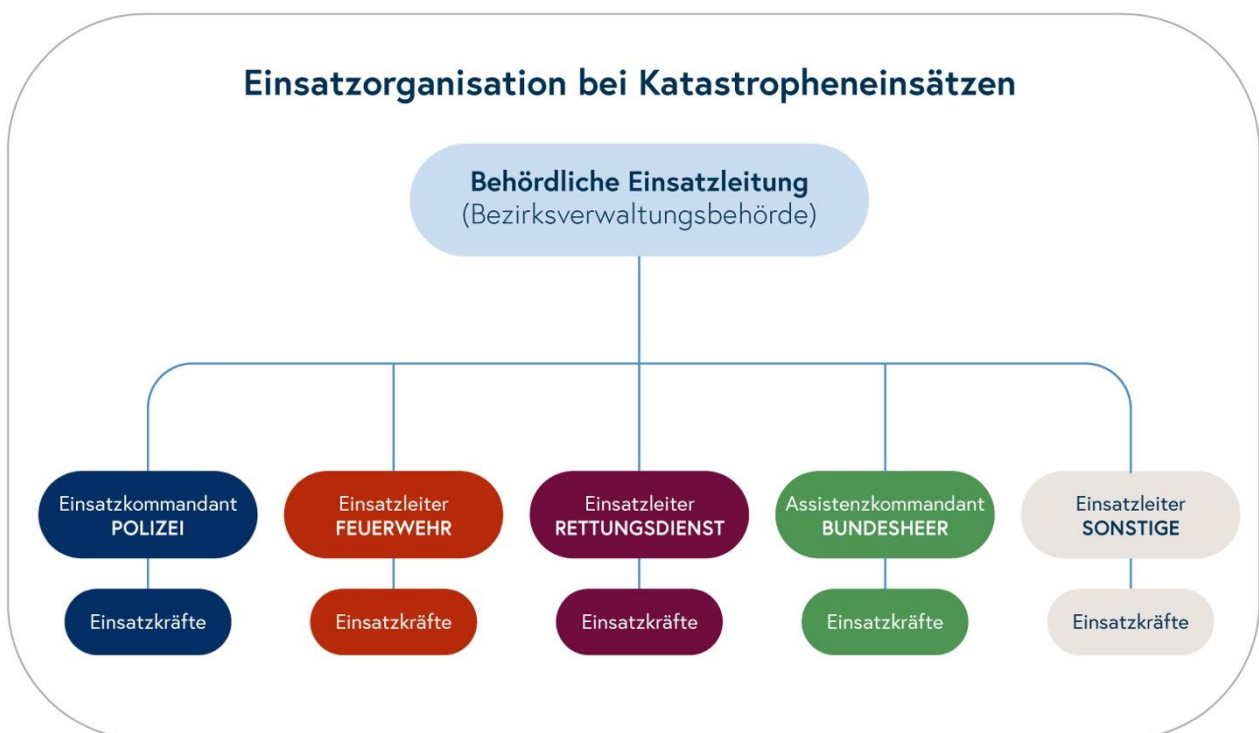 Einsatzorganisation bei Katastropheneinsätzen
Behördliche Einsatzleitung
(Bezirksverwaltungsbehörde)
Einsatzkommandant
POLIZEI
Einsatzleiter
FEUERWEHR
Einsatzleiter
RETTUNGSDIENST
Assistenzkommandant
BUNDESHEER
Einsatzleiter
SONSTIGE
Einsatzkräfte
Einsatzkräfte
Einsatzkräfte
Einsatzkräfte
Einsatzkräfte